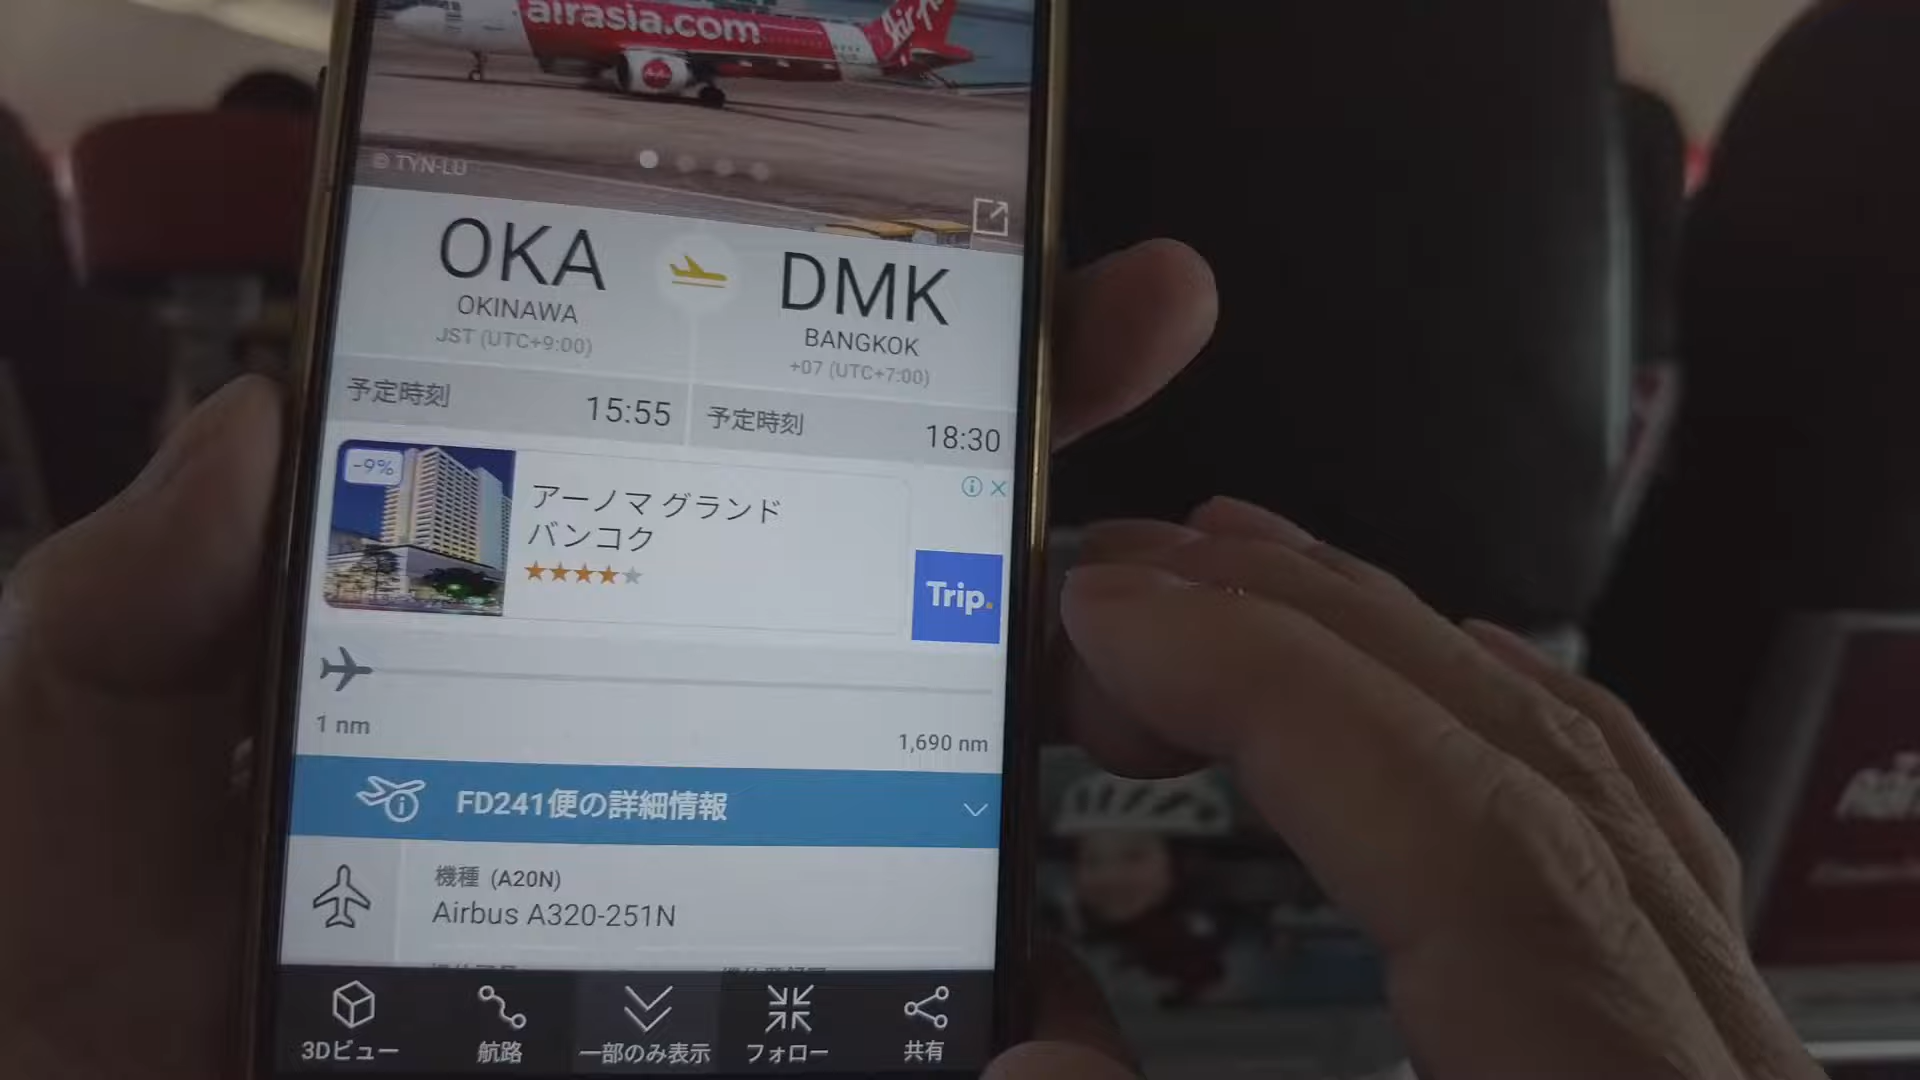 airasia.com
© TYN-LU
OKA
OKINAWA
JST (UTC+9:00)
DMK
BANGKOK
+07 (UTC+7:00)
予定時刻 15:55
予定時刻 18:30
-9%
アーノマ グランド
バンコク
Trip.
1 nm
1,690 nm
FD241便の詳細情報
機種 (A20N)
Airbus A320-251N
3Dビュー
航路
一部のみ表示
フォロー
共有